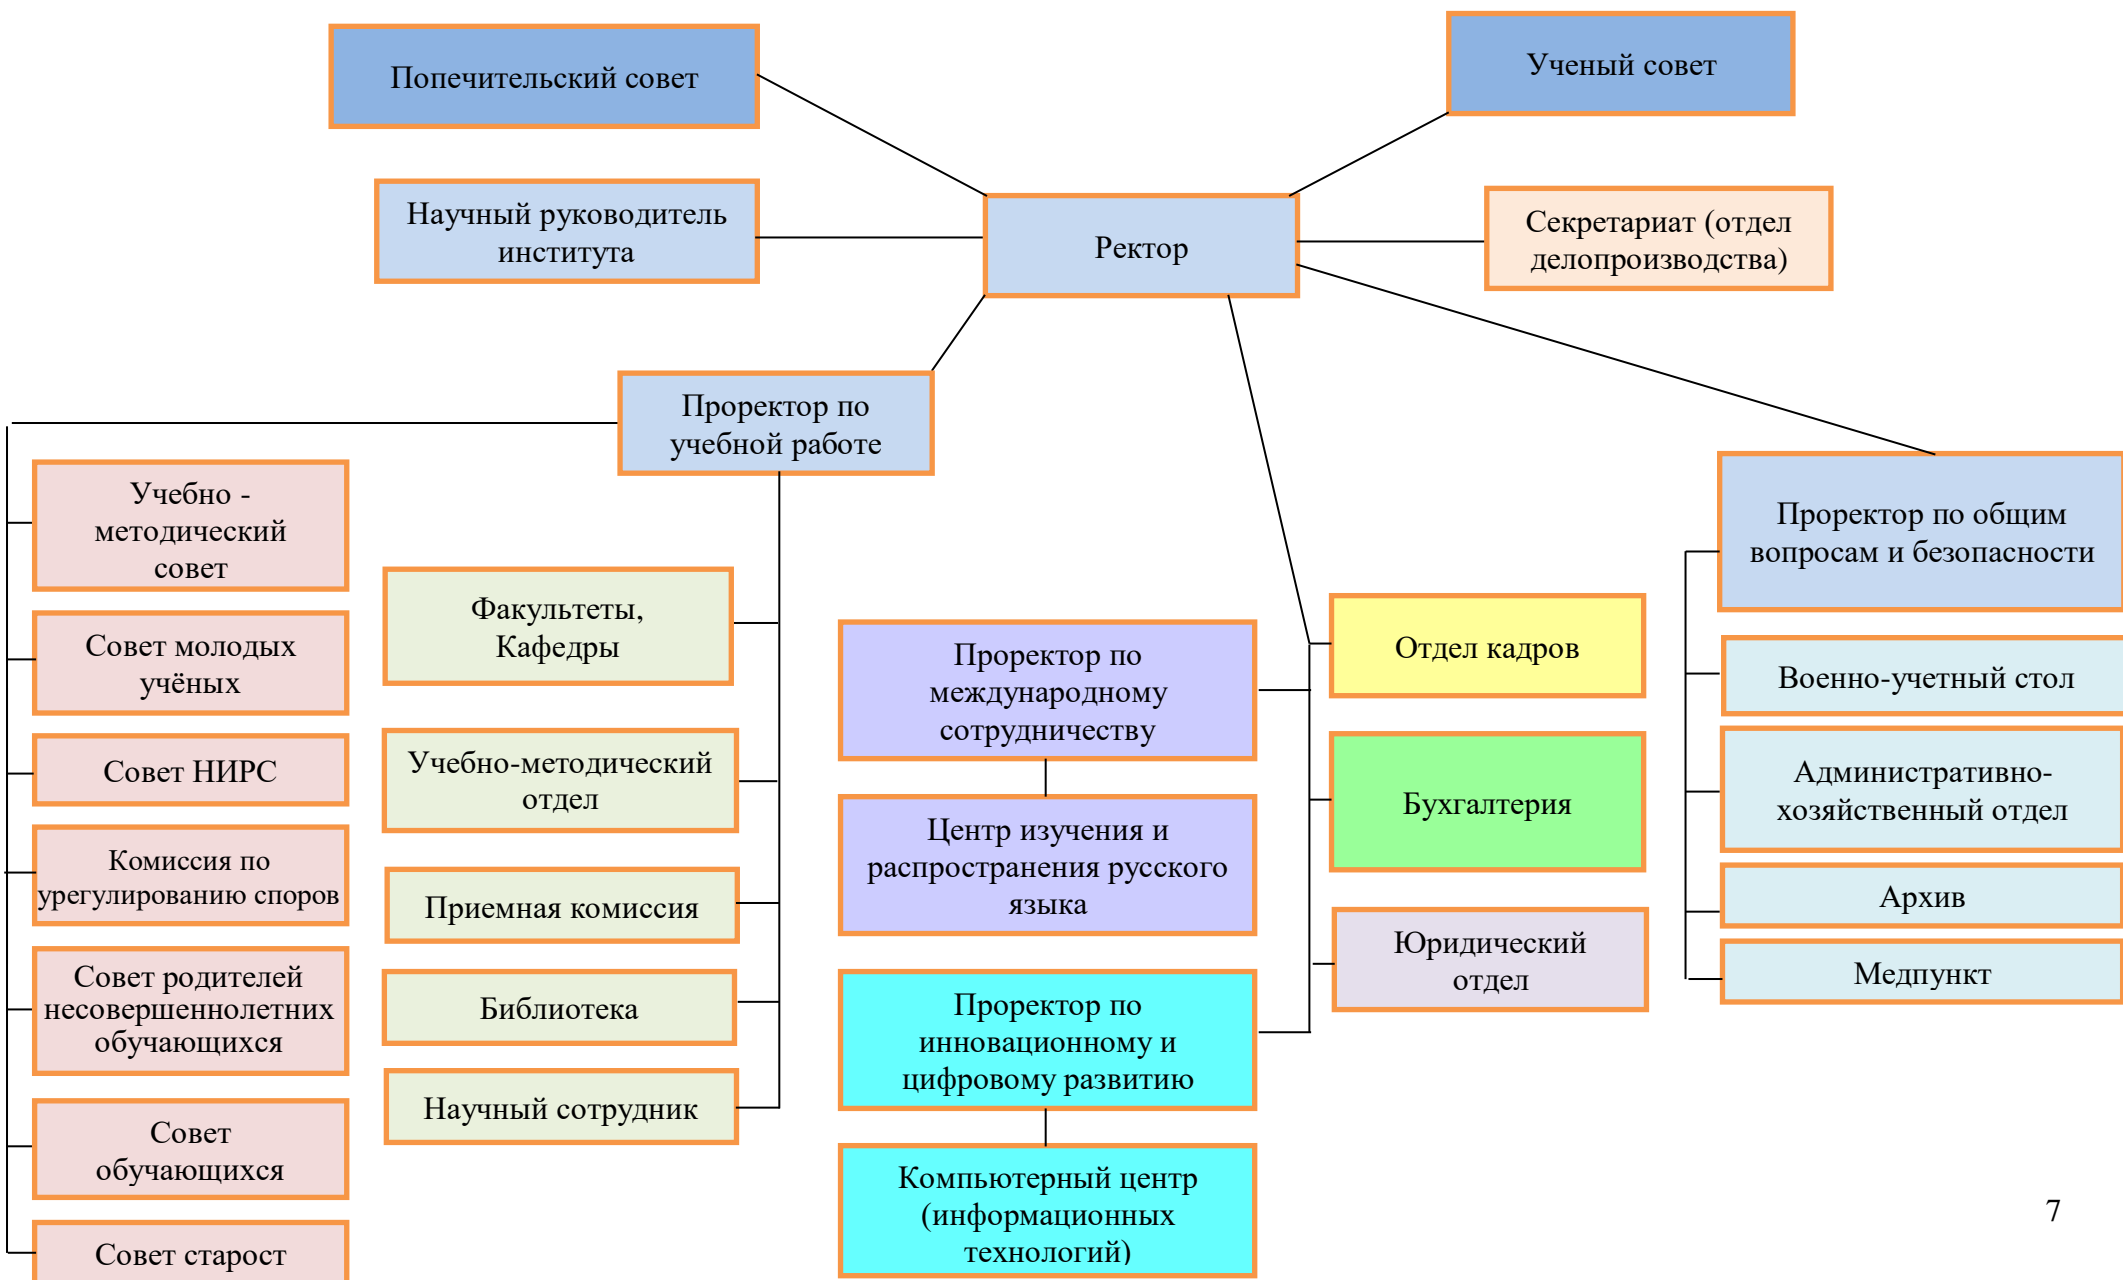 Попечительский совет
Ученый совет
Научный руководитель
института
Ректор
Секретариат (отдел
делопроизводства)
Проректор по
учебной работе
Учебно -
методический
совет
Совет молодых
учёных
Совет НИРС
Комиссия по
урегулированию споров
Совет родителей
несовершеннолетних
обучающихся
Совет
обучающихся
Совет старост
Факультеты,
Кафедры
Учебно-методический
отдел
Приемная комиссия
Библиотека
Научный сотрудник
Проректор по
международному
сотрудничеству
Центр изучения и
распространения русского
языка
Проректор по
инновационному и
цифровому развитию
Компьютерный центр
(информационных
технологий)
Отдел кадров
Бухгалтерия
Юридический
отдел
Проректор по общим
вопросам и безопасности
Военно-учетный стол
Административно-
хозяйственный отдел
Архив
Медпункт
7